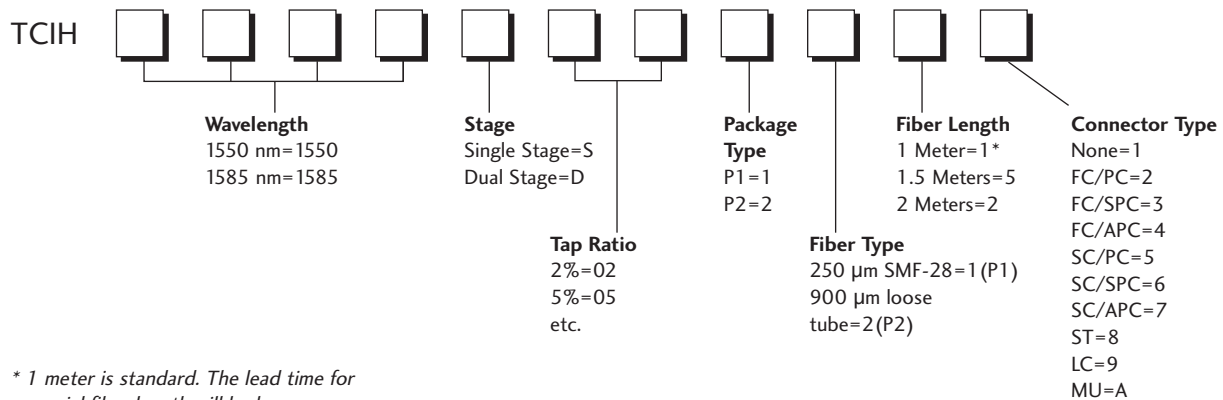 TCIH
Wavelength
1550 nm=1550
1585 nm=1585
Stage
Single Stage=S
Dual Stage=D
Tap Ratio
2%=02
5%=05
etc.
Package
Type
P1=1
P2=2
Fiber Type
250 µm SMF-28=1(P1)
900 µm loose
tube=2(P2)
Fiber Length
1 Meter=1*
1.5 Meters=5
2 Meters=2
Connector Type
None=1
FC/PC=2
FC/SPC=3
FC/APC=4
SC/PC=5
SC/SPC=6
SC/APC=7
ST=8
LC=9
MU=A
* 1 meter is standard. The lead time for